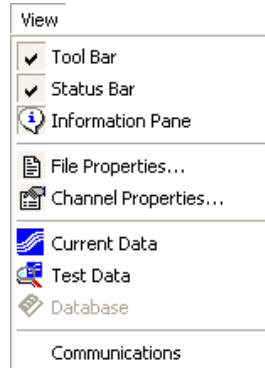 View
Tool Bar
Status Bar
Information Pane
File Properties...
Channel Properties...
Current Data
Test Data
Database
Communications